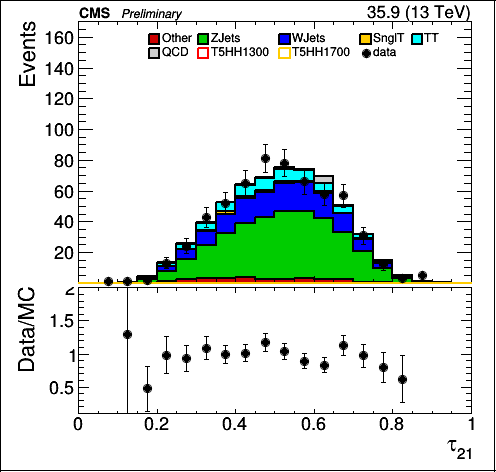 CMS Preliminary 35.9 (13 TeV)
Other ZJets WJets SnglT TT
QCD T5HH1300 T5HH1700 data
Events
160
140
120
100
80
60
40
20
Data/MC
2
1.5
1
0.5
0 0.2 0.4 0.6 0.8 1
τ21